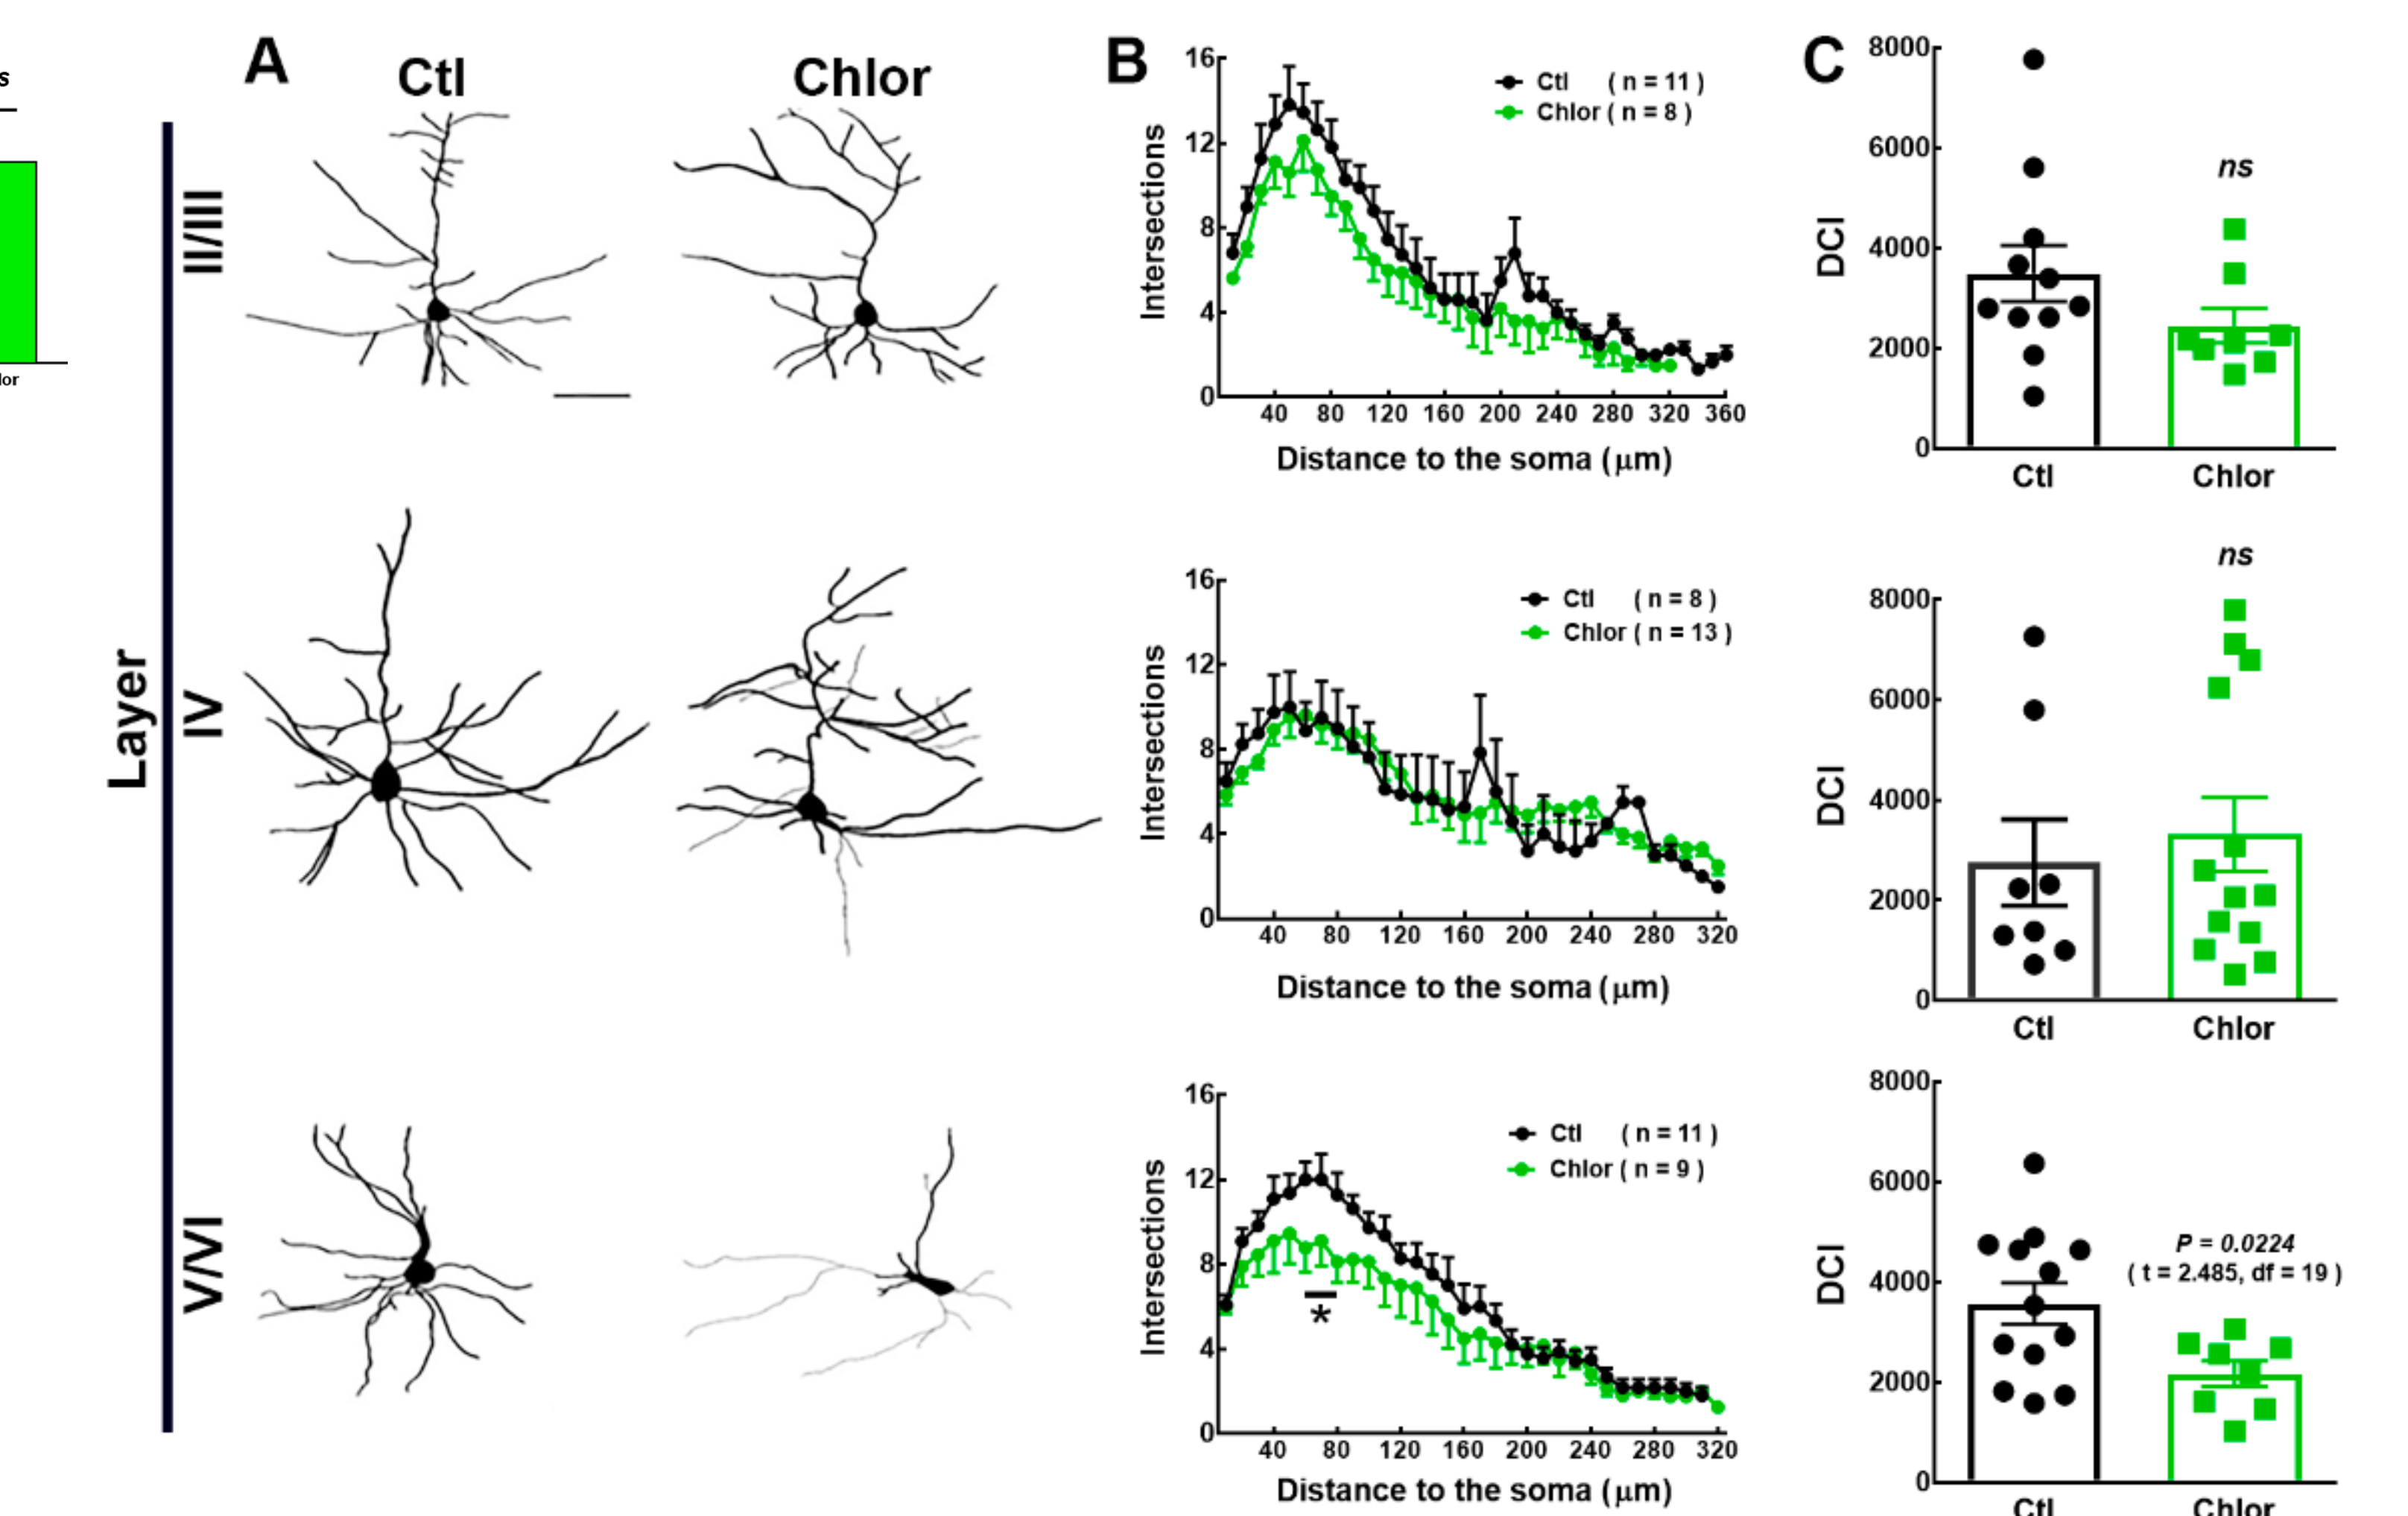 s
lor
A
Ctl
Chlor
Layer
II/III
IV
V/VI
B
Intersections
16
12
8
4
0
Ctl ( n = 11 )
Chlor ( n = 8 )
40 80 120 160 200 240 280 320 360
Distance to the soma (μm)
C
DCI
8000
6000
4000
2000
0
ns
Ctl Chlor
Intersections
16
12
8
4
0
Ctl ( n = 8 )
Chlor ( n = 13 )
40 80 120 160 200 240 280 320
Distance to the soma (μm)
DCI
8000
6000
4000
2000
0
ns
Ctl Chlor
Intersections
16
12
8
4
0
Ctl ( n = 11 )
Chlor ( n = 9 )
*
40 80 120 160 200 240 280 320
Distance to the soma (μm)
DCI
8000
6000
4000
2000
0
P = 0.0224
( t = 2.485, df = 19 )
Ctl Chlor